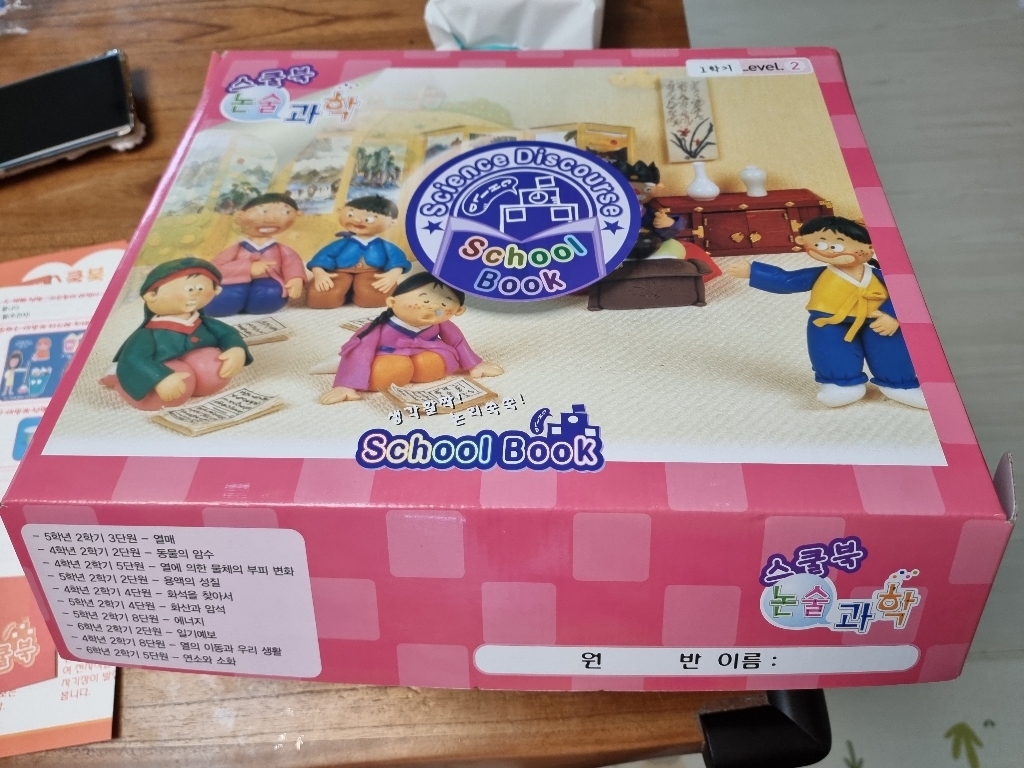 1학기 Level. 2
스쿨북
논술과학
Science Discourse
School
Book
생각활짝!
논리쑥쑥!
School Book
- 5학년 2학기 3단원 - 열매
- 4학년 2학기 2단원 - 동물의 암수
- 4학년 2학기 5단원 - 열에 의한 물체의 부피 변화
- 5학년 2학기 2단원 - 용액의 성질
- 4학년 2학기 4단원 - 화석을 찾아서
- 5학년 2학기 4단원 - 화산과 암석
- 5학년 2학기 8단원 - 에너지
- 6학년 2학기 2단원 - 일기예보
- 4학년 2학기 8단원 - 열의 이동과 우리 생활
- 6학년 2학기 5단원 - 연소와 소화
스쿨북
논술과학
원 반 이름 :
쿨북
쿨북
봅니다.